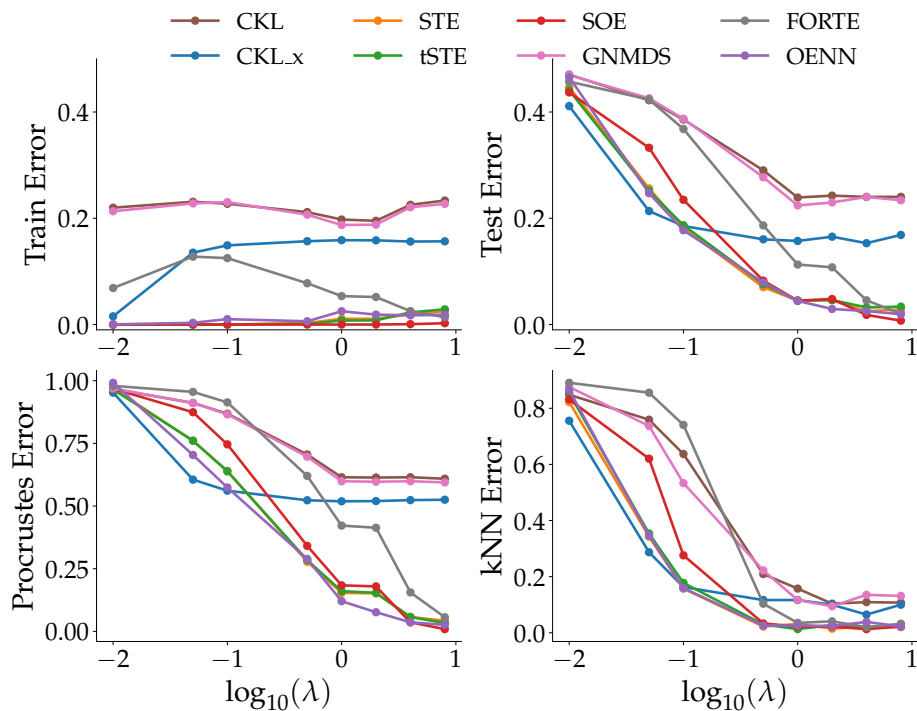 CKL STE SOE FORTE
CKL_x tSTE GNMDS OENN
Train Error
0.4
0.2
0.0
−2 −1 0 1
Test Error
0.4
0.2
0.0
−2 −1 0 1
Procrustes Error
1.00
0.75
0.50
0.25
0.00
−2 −1 0 1
log₁₀(λ)
kNN Error
0.8
0.6
0.4
0.2
0.0
−2 −1 0 1
log₁₀(λ)